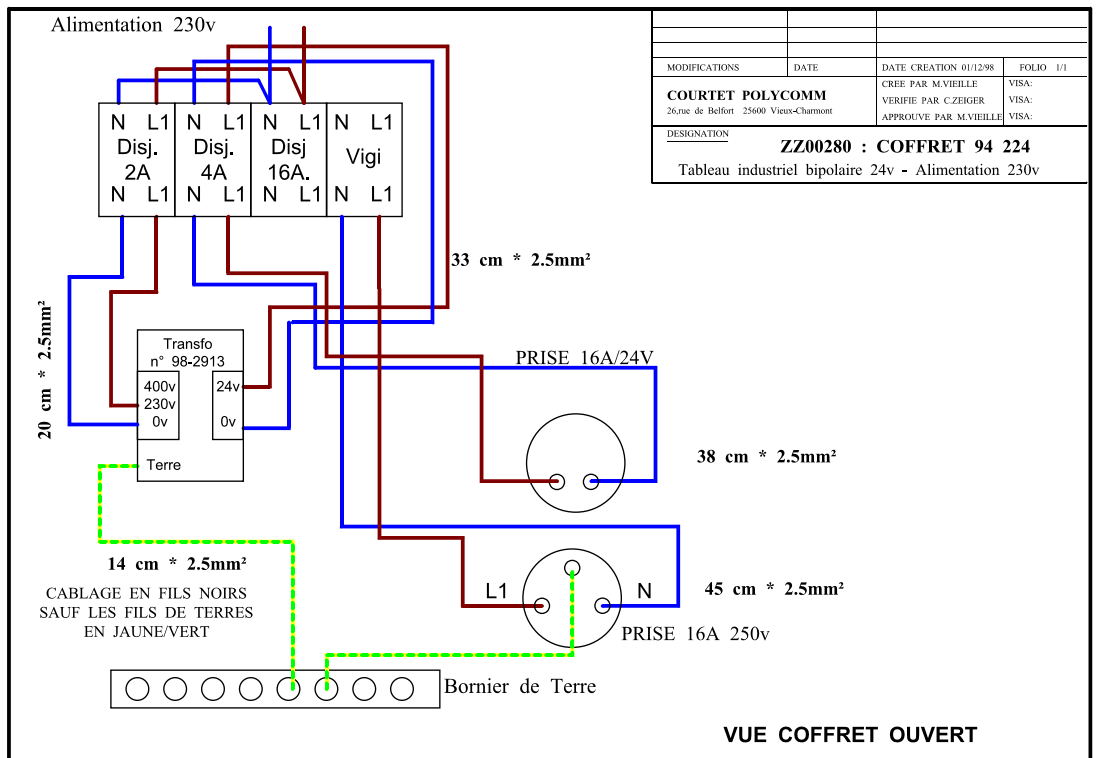 Alimentation 230v
MODIFICATIONS DATE DATE CREATION 01/12/98 FOLIO 1/1
COURTET POLYCOMM
26,rue de Belfort 25600 Vieux-Charmont
CREE PAR M.VIEILLE VISA:
VERIFIE PAR C.ZEIGER VISA:
APPROUVE PAR M.VIEILLE VISA:
DESIGNATION
ZZ00280 : COFFRET 94 224
Tableau industriel bipolaire 24v - Alimentation 230v
N L1 N L1 N L1 N L1
Disj. 2A
Disj. 4A
Disj 16A.
Vigi
N L1 N L1 N L1 N L1
33 cm * 2.5mm²
20 cm * 2.5mm²
Transfo
n° 98-2913
400v
230v
0v
24v
0v
Terre
PRISE 16A/24V
38 cm * 2.5mm²
14 cm * 2.5mm²
CABLAGE EN FILS NOIRS
SAUF LES FILS DE TERRES
EN JAUNE/VERT
L1 N
45 cm * 2.5mm²
PRISE 16A 250v
Bornier de Terre
VUE COFFRET OUVERT